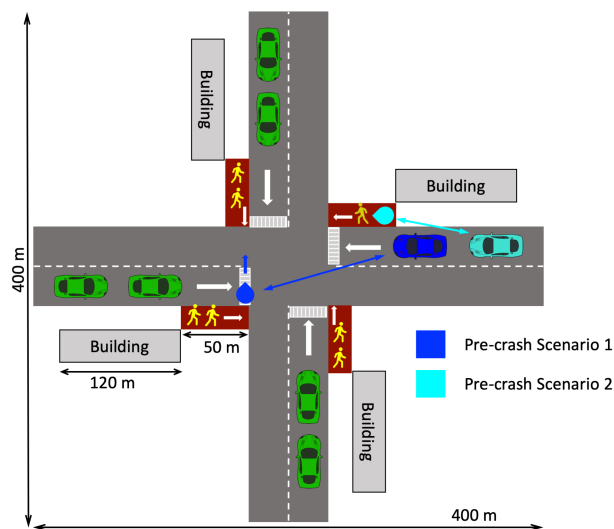 Building
Building
400 m
Building
50 m
120 m
Building
Pre-crash Scenario 1
Pre-crash Scenario 2
400 m